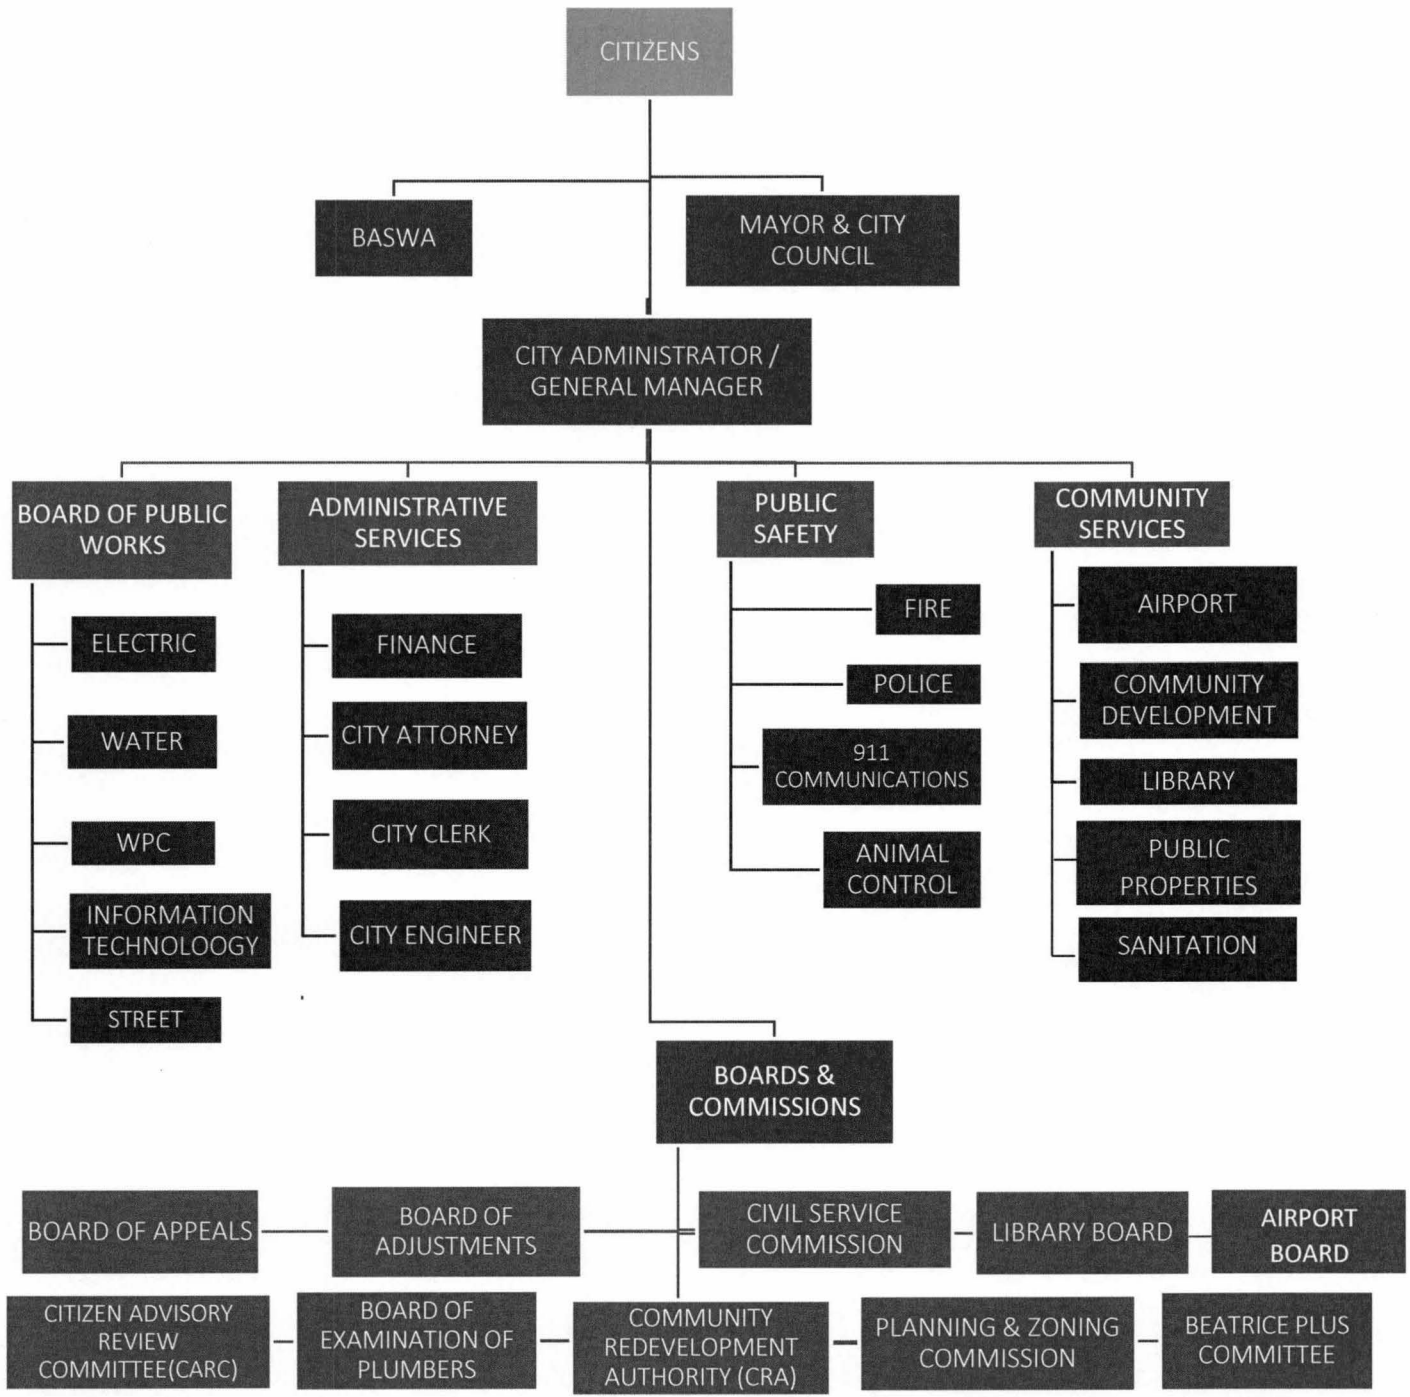 CITIZENS
BASWA
MAYOR & CITY
COUNCIL
CITY ADMINISTRATOR /
GENERAL MANAGER
BOARD OF PUBLIC
WORKS
ELECTRIC
WATER
WPC
INFORMATION
TECHNOLOOGY
STREET
ADMINISTRATIVE
SERVICES
FINANCE
CITY ATTORNEY
CITY CLERK
CITY ENGINEER
PUBLIC
SAFETY
FIRE
POLICE
911
COMMUNICATIONS
ANIMAL
CONTROL
COMMUNITY
SERVICES
AIRPORT
COMMUNITY
DEVELOPMENT
LIBRARY
PUBLIC
PROPERTIES
SANITATION
BOARDS &
COMMISSIONS
BOARD OF APPEALS
BOARD OF
ADJUSTMENTS
CIVIL SERVICE
COMMISSION
LIBRARY BOARD
AIRPORT
BOARD
CITIZEN ADVISORY
REVIEW
COMMITTEE(CARC)
BOARD OF
EXAMINATION OF
PLUMBERS
COMMUNITY
REDEVELOPMENT
AUTHORITY (CRA)
PLANNING & ZONING
COMMISSION
BEATRICE PLUS
COMMITTEE